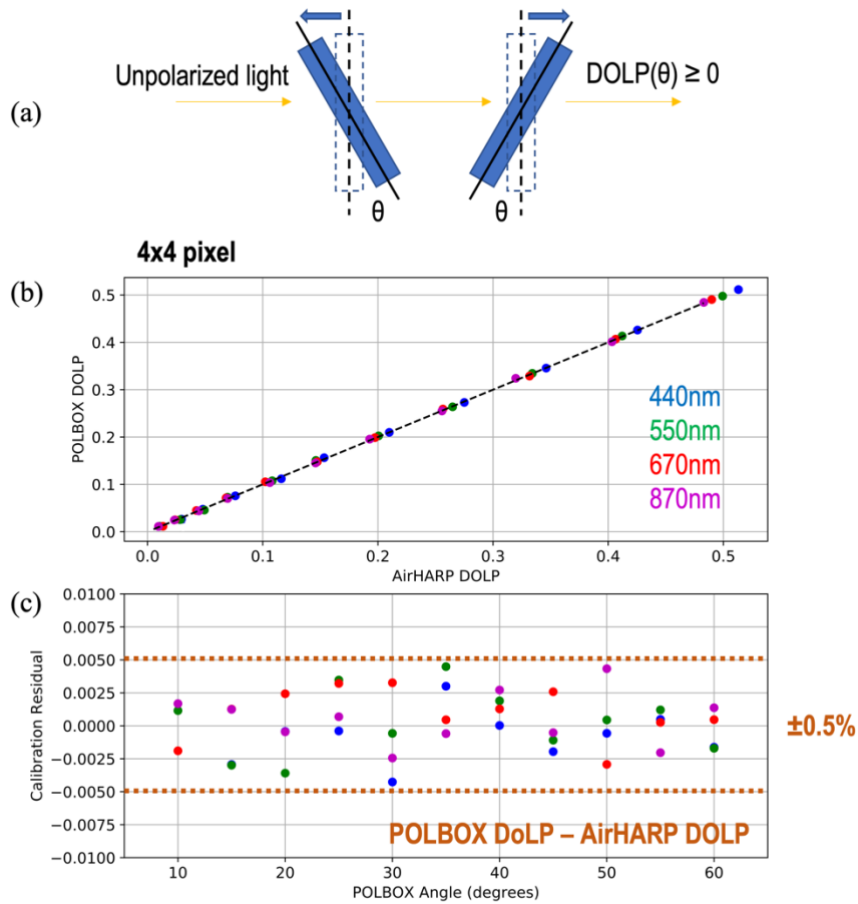 (a)
Unpolarized light
DOLP(θ) ≥ 0
θ
θ
4x4 pixel
(b)
0.5
0.4
0.3
0.2
0.1
0.0
POLBOX DOLP
440nm
550nm
670nm
870nm
0.0 0.1 0.2 0.3 0.4 0.5
AirHARP DOLP
(c)
0.0100
0.0075
0.0050
0.0025
0.0000
−0.0025
−0.0050
−0.0075
−0.0100
Calibration Residual
±0.5%
POLBOX DoLP – AirHARP DOLP
10 20 30 40 50 60
POLBOX Angle (degrees)